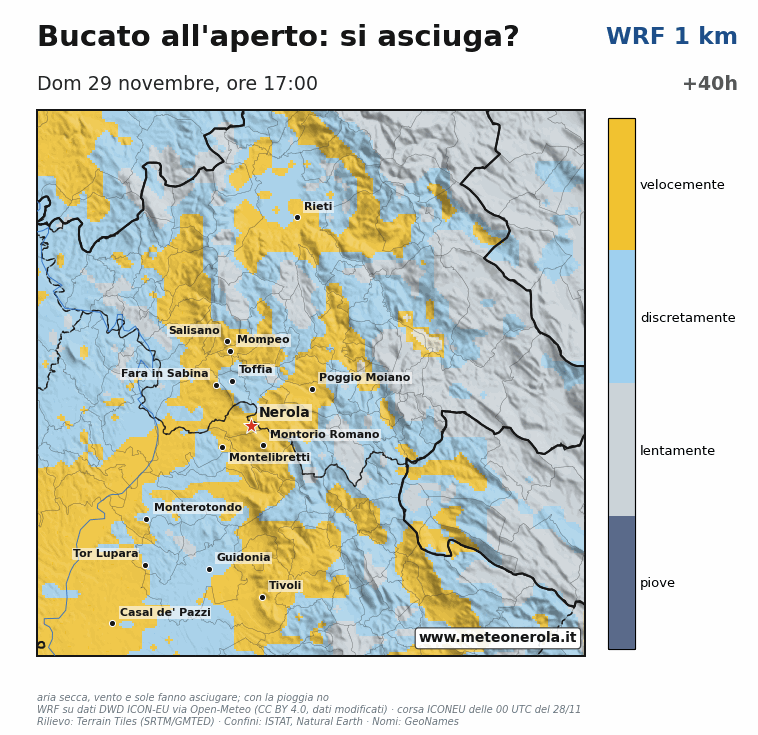 Bucato all'aperto: si asciuga?
WRF 1 km
Dom 29 novembre, ore 17:00
+40h
velocemente
discretamente
lentamente
piove
Rieti
Salisano
Mompeo
Fara in Sabina
Toffia
Poggio Moiano
Nerola
Montorio Romano
Montelibretti
Monterotondo
Tor Lupara
Guidonia
Tivoli
Casal de' Pazzi
www.meteonerola.it
aria secca, vento e sole fanno asciugare; con la pioggia no
WRF su dati DWD ICON-EU via Open-Meteo (CC BY 4.0, dati modificati) · corsa ICONEU delle 00 UTC del 28/11
Rilievo: Terrain Tiles (SRTM/GMTED) · Confini: ISTAT, Natural Earth · Nomi: GeoNames